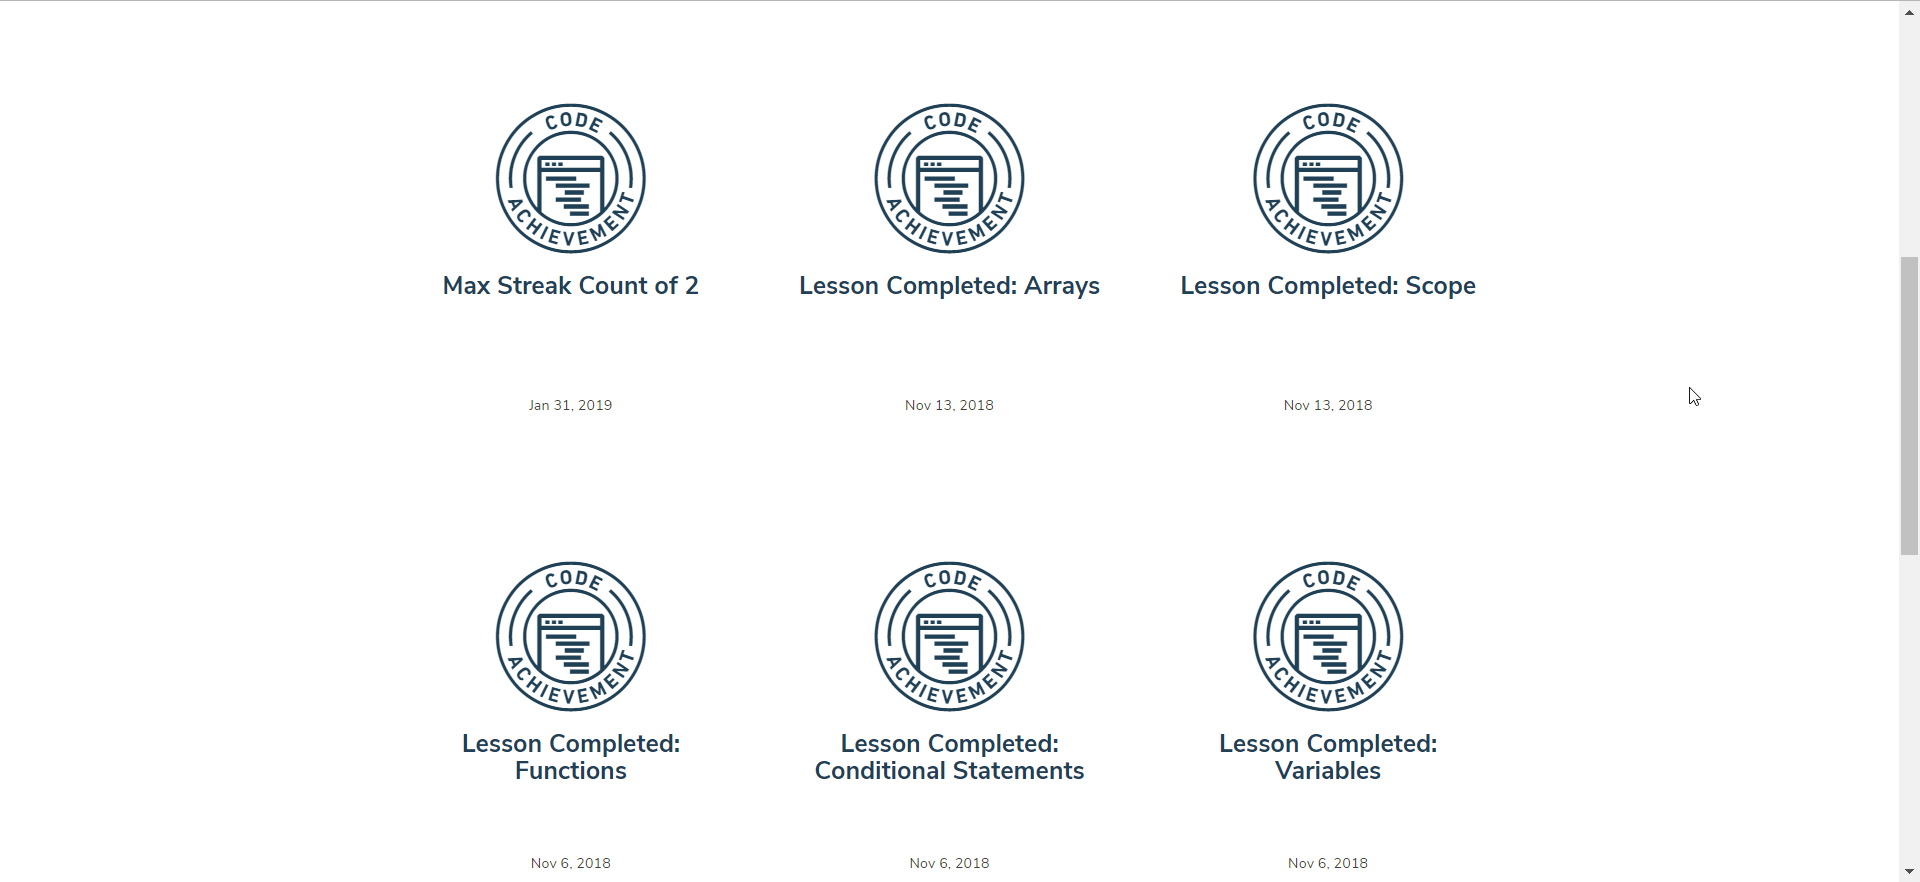 CODE
ACHIEVEMENT
CODE
ACHIEVEMENT
CODE
ACHIEVEMENT
Max Streak Count of 2
Lesson Completed: Arrays
Lesson Completed: Scope
Jan 31, 2019
Nov 13, 2018
Nov 13, 2018
CODE
ACHIEVEMENT
CODE
ACHIEVEMENT
CODE
ACHIEVEMENT
Lesson Completed:
Functions
Lesson Completed:
Conditional Statements
Lesson Completed:
Variables
Nov 6, 2018
Nov 6, 2018
Nov 6, 2018